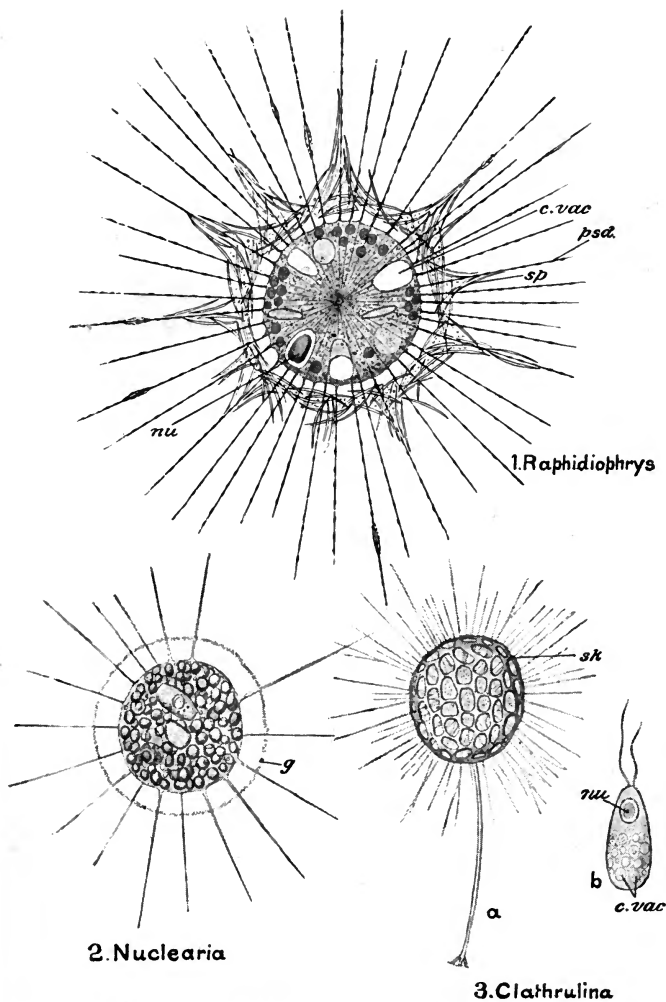 c.vac
psd.
sp
nu
1.Raphidiophrys
sk
g
nu
b
c.vac
a
2.Nuclearia
3.Clathrulina